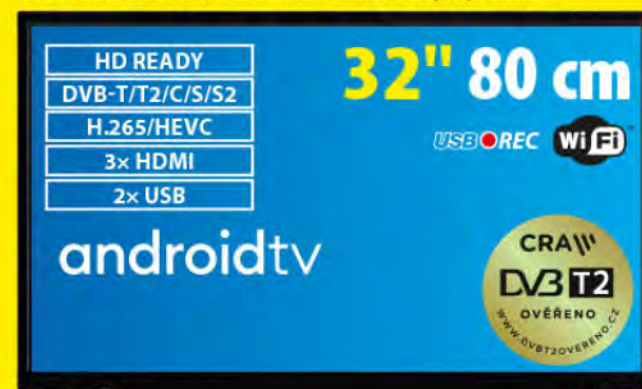 HD READY
DVB-T/T2/C/S/S2
H.265/HEVC
3× HDMI
2× USB
32" 80 cm
USB REC WiFi
androidtv
CRA
DVB T2
OVĚŘENO
WWW.DVBT2OVERENO.CZ